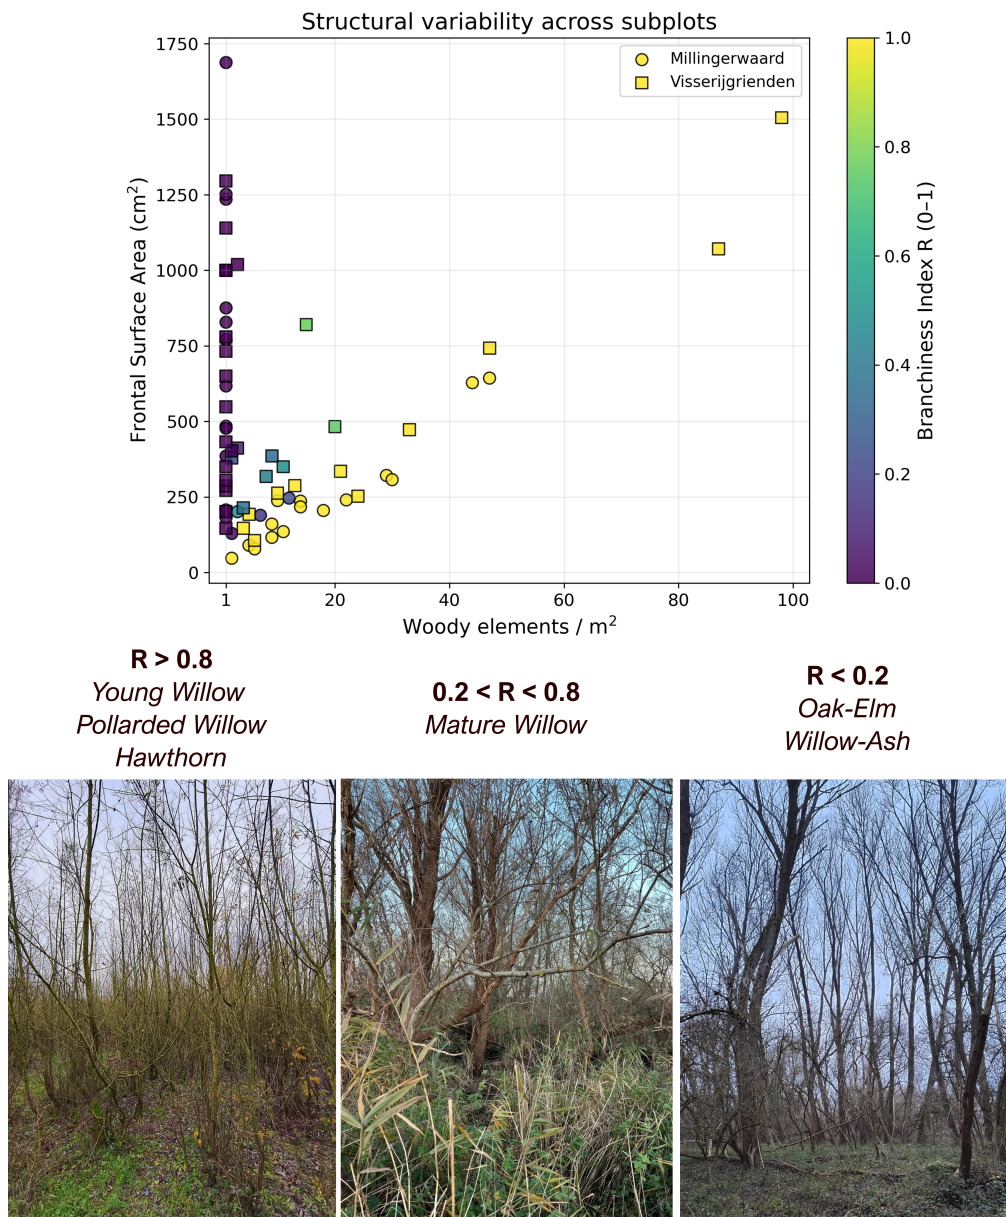 Structural variability across subplots
1750
1500
1250
1000
750
500
250
0
Frontal Surface Area (cm²)
1
20
40
60
80
100
Woody elements / m²
Millingerwaard
Visserijgrienden
1.0
0.8
0.6
0.4
0.2
0.0
Branchiness Index R (0–1)
R > 0.8
Young Willow
Pollarded Willow
Hawthorn
0.2 < R < 0.8
Mature Willow
R < 0.2
Oak-Elm
Willow-Ash